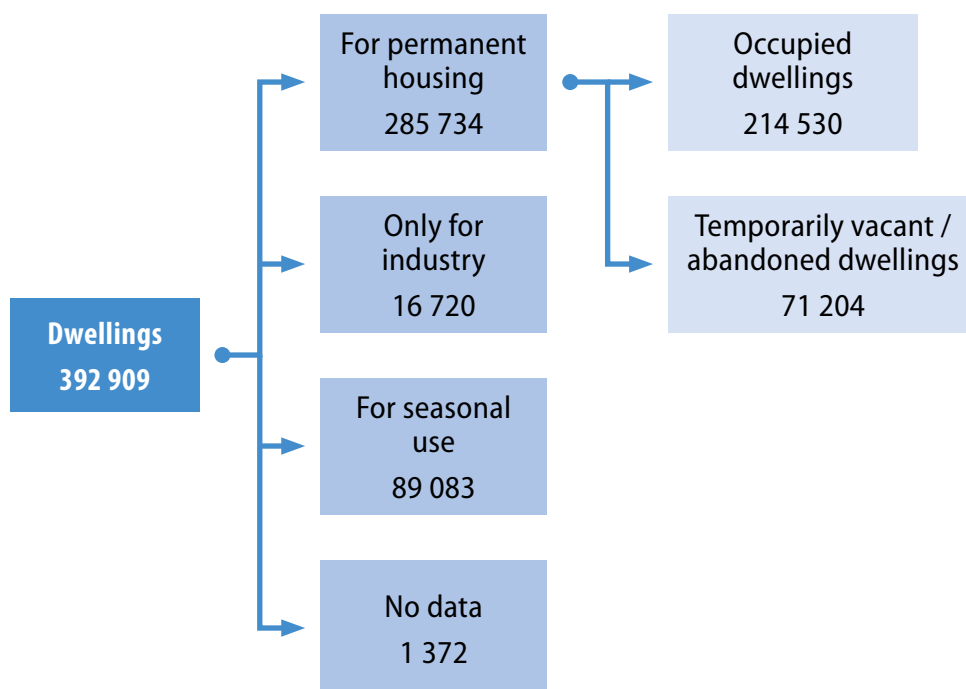 Dwellings
392 909
For permanent
housing
285 734
Only for
industry
16 720
For seasonal
use
89 083
No data
1 372
Occupied
dwellings
214 530
Temporarily vacant /
abandoned dwellings
71 204